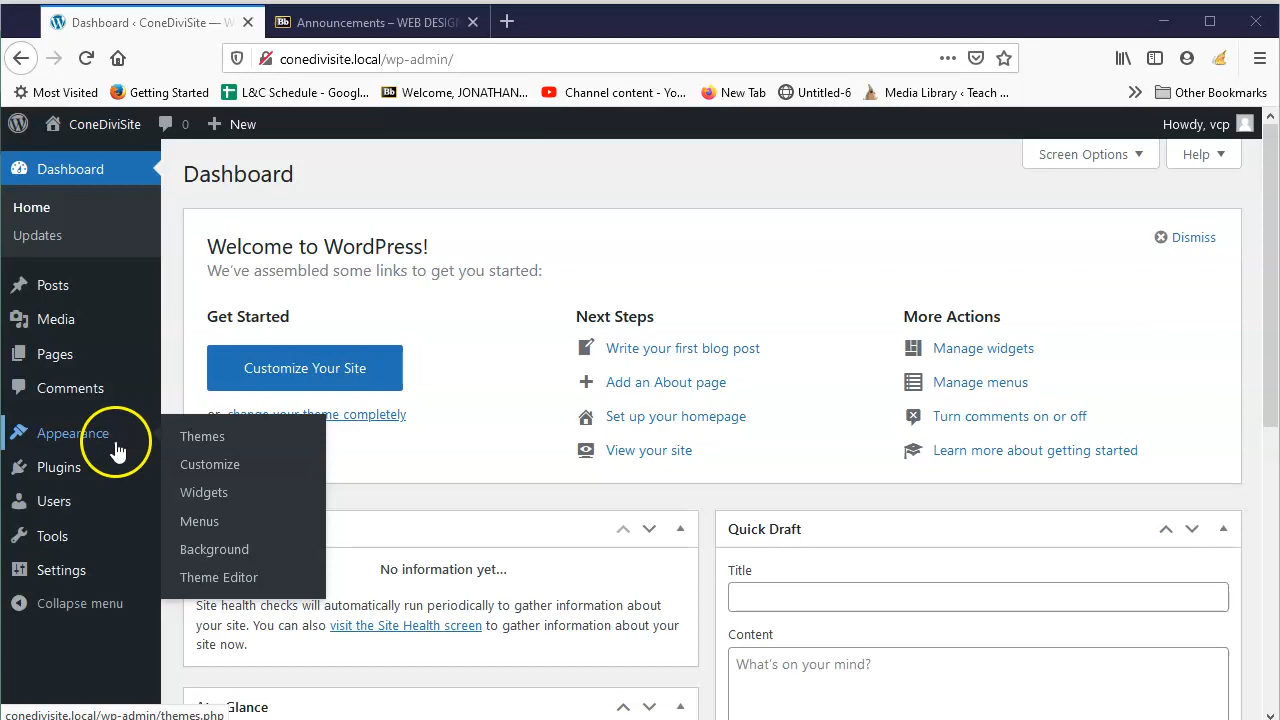 Dashboard ‹ ConeDiviSite — W
Announcements – WEB DESIGN
conedivisite.local/wp-admin/
Most Visited
Getting Started
L&C Schedule - Googl...
Welcome, JONATHAN...
Channel content - Yo...
New Tab
Untitled-6
Media Library ‹ Teach ...
Other Bookmarks
ConeDiviSite
0
New
Howdy, vcp
Dashboard
Home
Updates
Posts
Media
Pages
Comments
Appearance
Plugins
Users
Tools
Settings
Collapse menu
Themes
Customize
Widgets
Menus
Background
Theme Editor
Dashboard
Screen Options
Help
Welcome to WordPress!
We've assembled some links to get you started:
Dismiss
Get Started
Customize Your Site
or, change your theme completely
Next Steps
Write your first blog post
Add an About page
Set up your homepage
View your site
More Actions
Manage widgets
Manage menus
Turn comments on or off
Learn more about getting started
No information yet...
Site health checks will automatically run periodically to gather information about
your site. You can also visit the Site Health screen to gather information about your
site now.
Glance
Quick Draft
Title
Content
What's on your mind?
conedivisite.local/wp-admin/themes.php